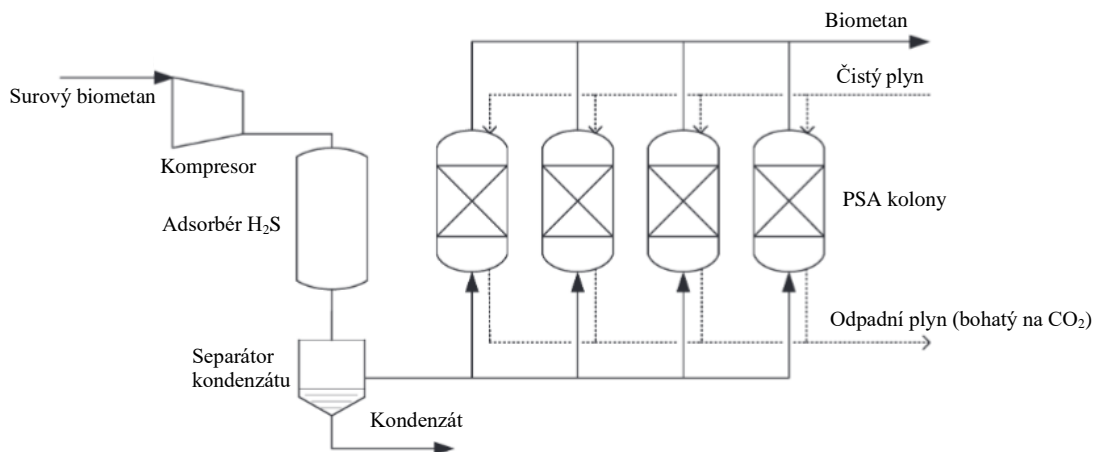 Biometan
Surový biometan
Čistý plyn
Kompresor
Adsorbér H₂S
PSA kolony
Odpadní plyn (bohatý na CO₂)
Separátor
kondenzátu
Kondenzát